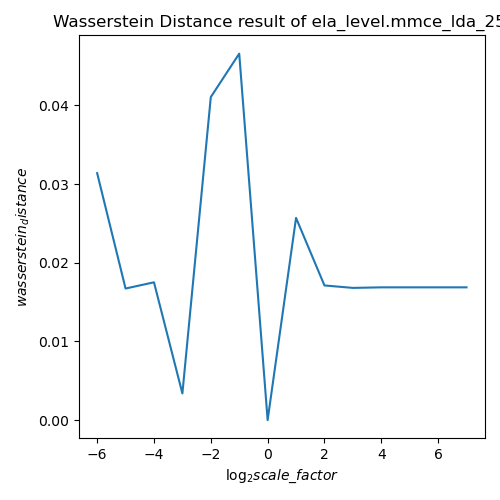 Wasserstein Distance result of ela_level.mmce_lda_25
0.04
0.03
0.02
0.01
0.00
wasserstein_distance
−6 −4 −2 0 2 4 6
log₂scale_factor